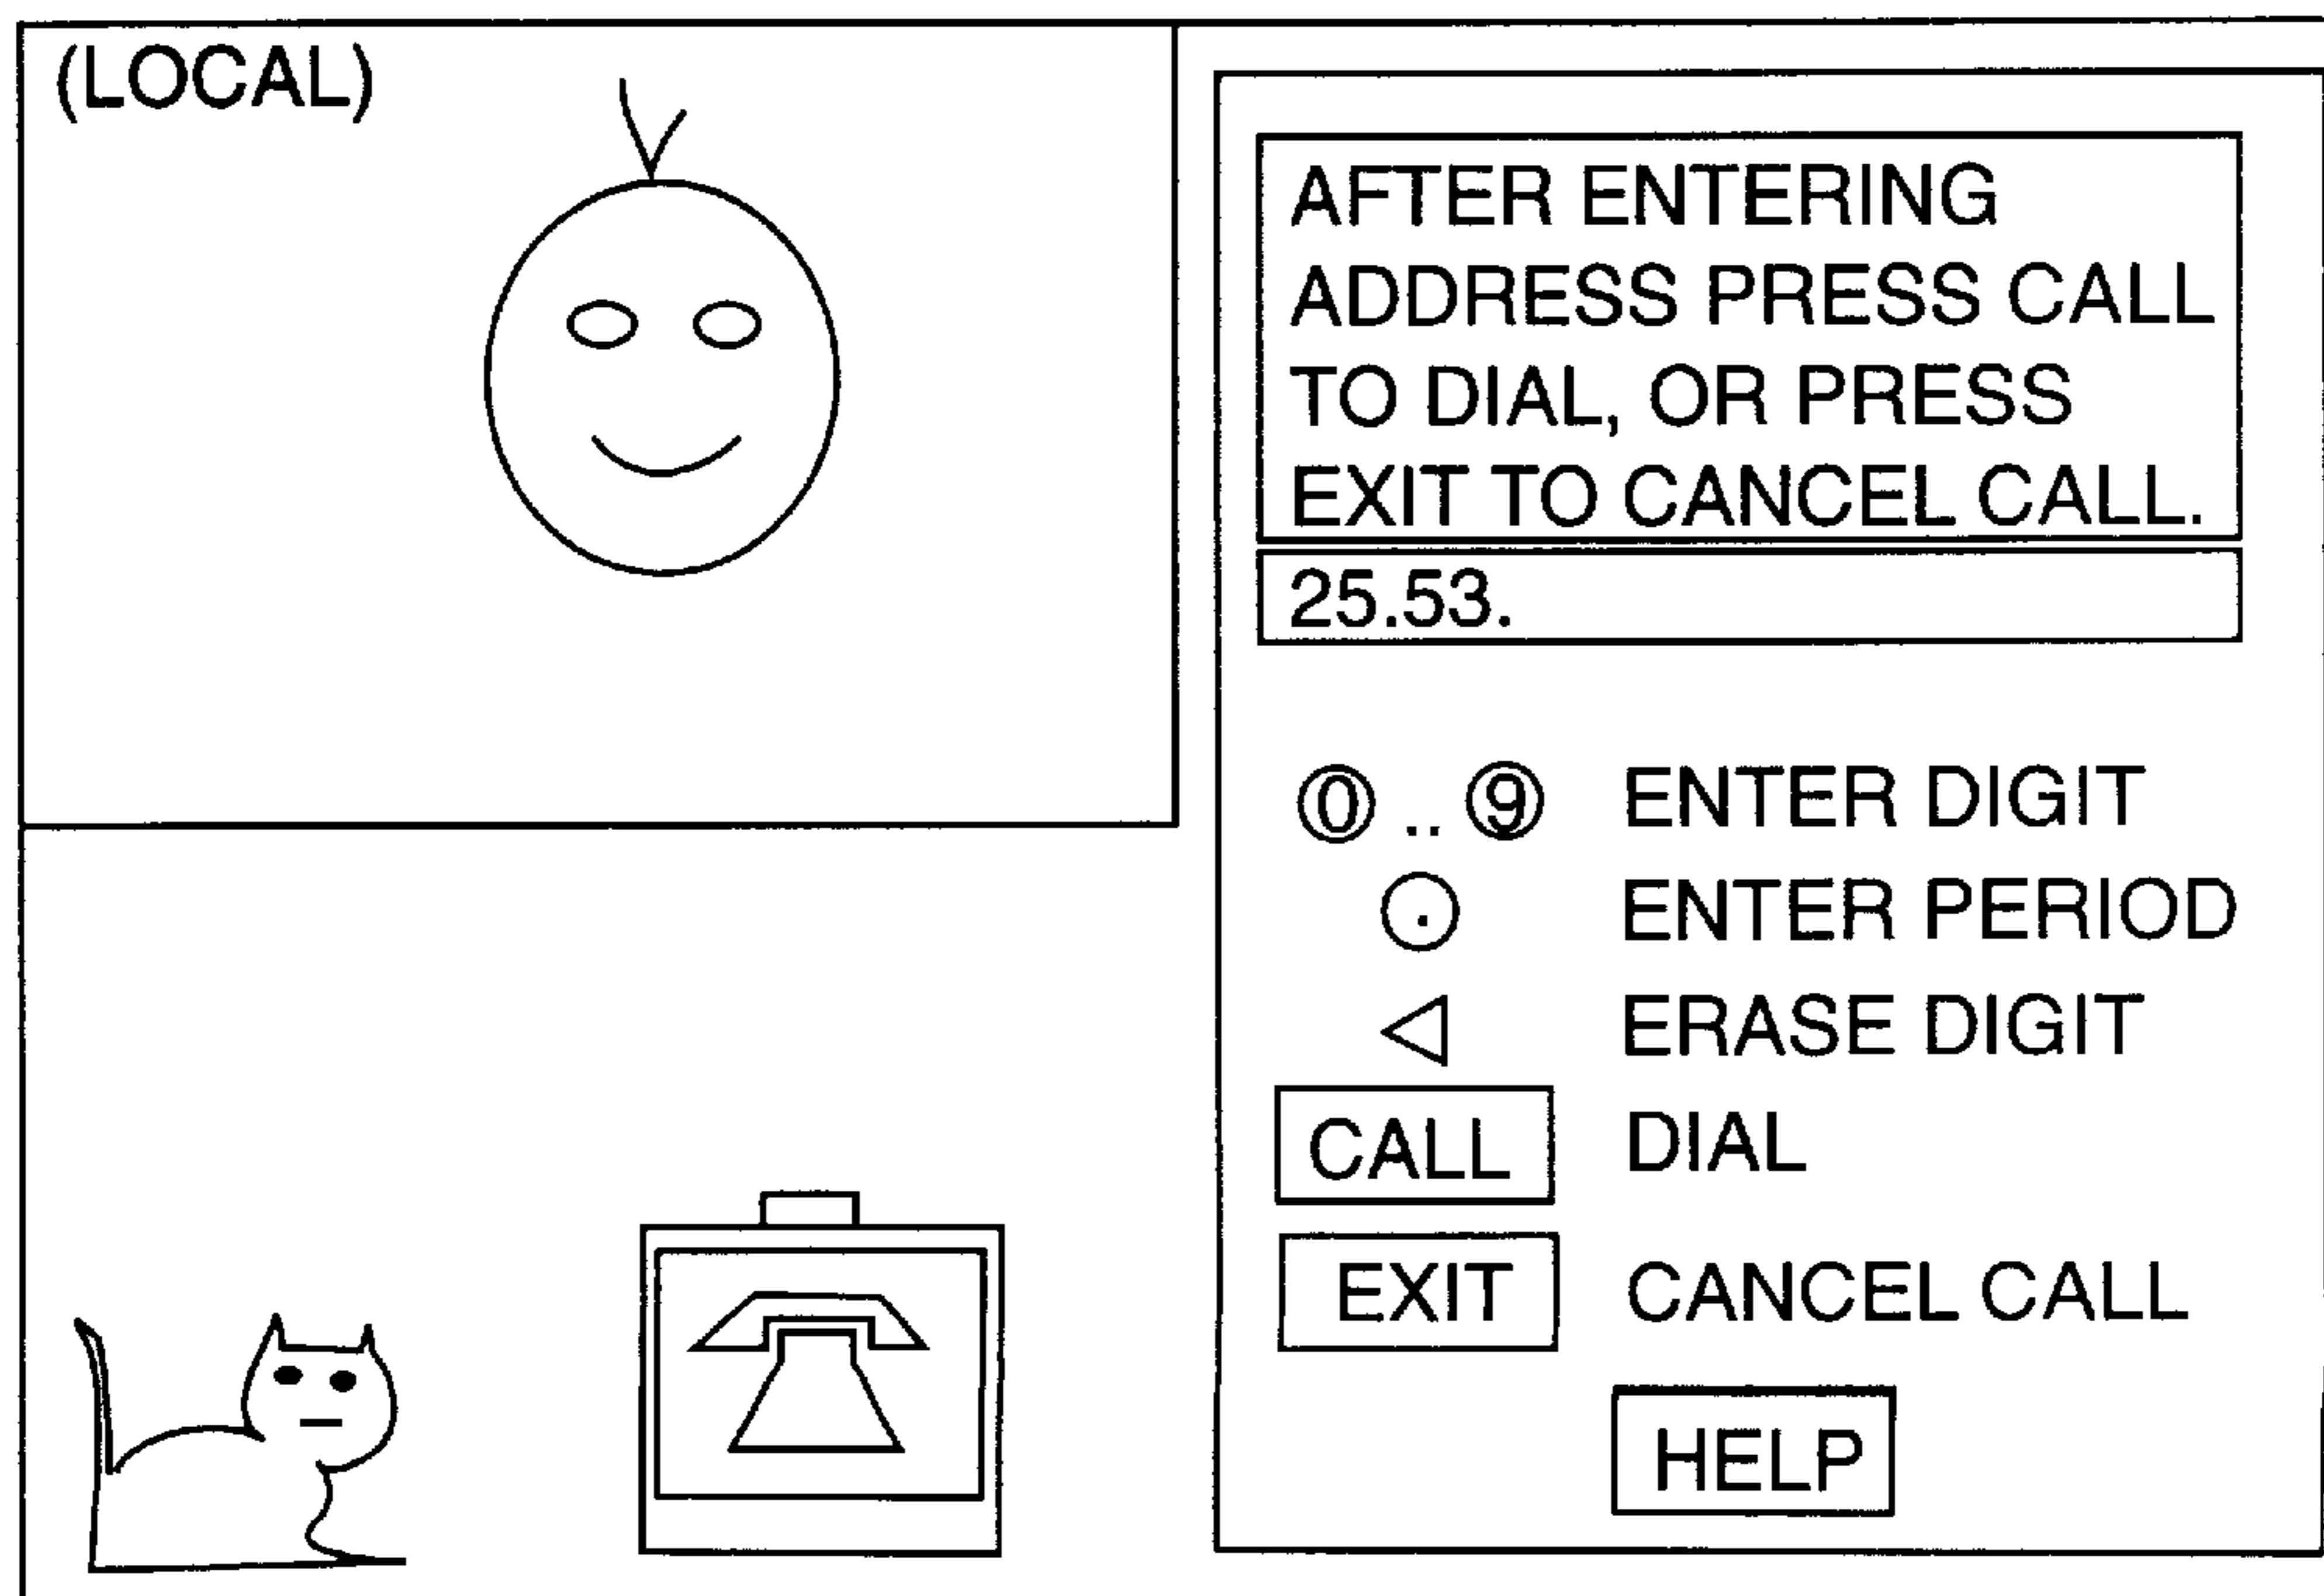 (LOCAL)
AFTER ENTERING
ADDRESS PRESS CALL
TO DIAL, OR PRESS
EXIT TO CANCEL CALL.
25.53.
0 .. 9 ENTER DIGIT
. ENTER PERIOD
ERASE DIGIT
CALL DIAL
EXIT CANCEL CALL
HELP